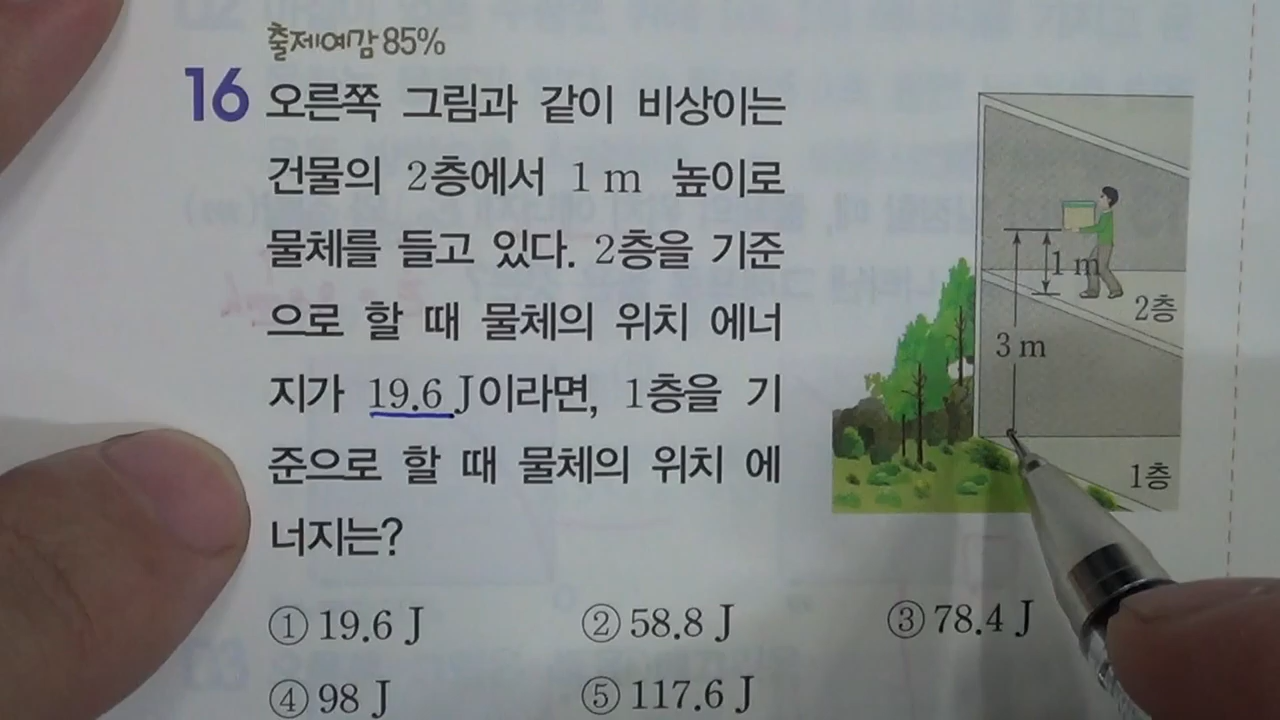 출제예감 85%
16 오른쪽 그림과 같이 비상이는
건물의 2층에서 1 m 높이로
물체를 들고 있다. 2층을 기준
으로 할 때 물체의 위치 에너
지가 19.6 J이라면, 1층을 기
준으로 할 때 물체의 위치 에
너지는?
1 m
2층
3 m
1층
① 19.6 J ② 58.8 J ③ 78.4 J
④ 98 J ⑤ 117.6 J